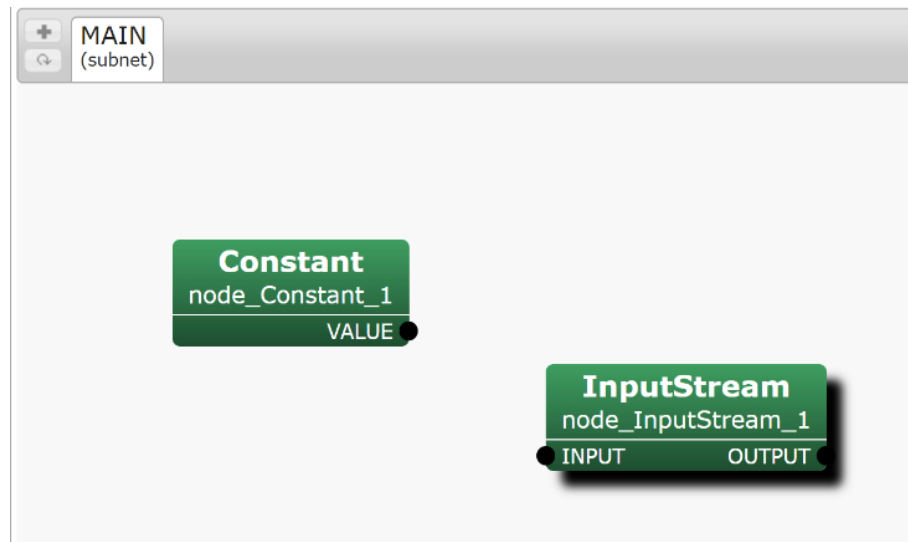 MAIN
(subnet)
Constant
node_Constant_1
VALUE
InputStream
node_InputStream_1
INPUT OUTPUT